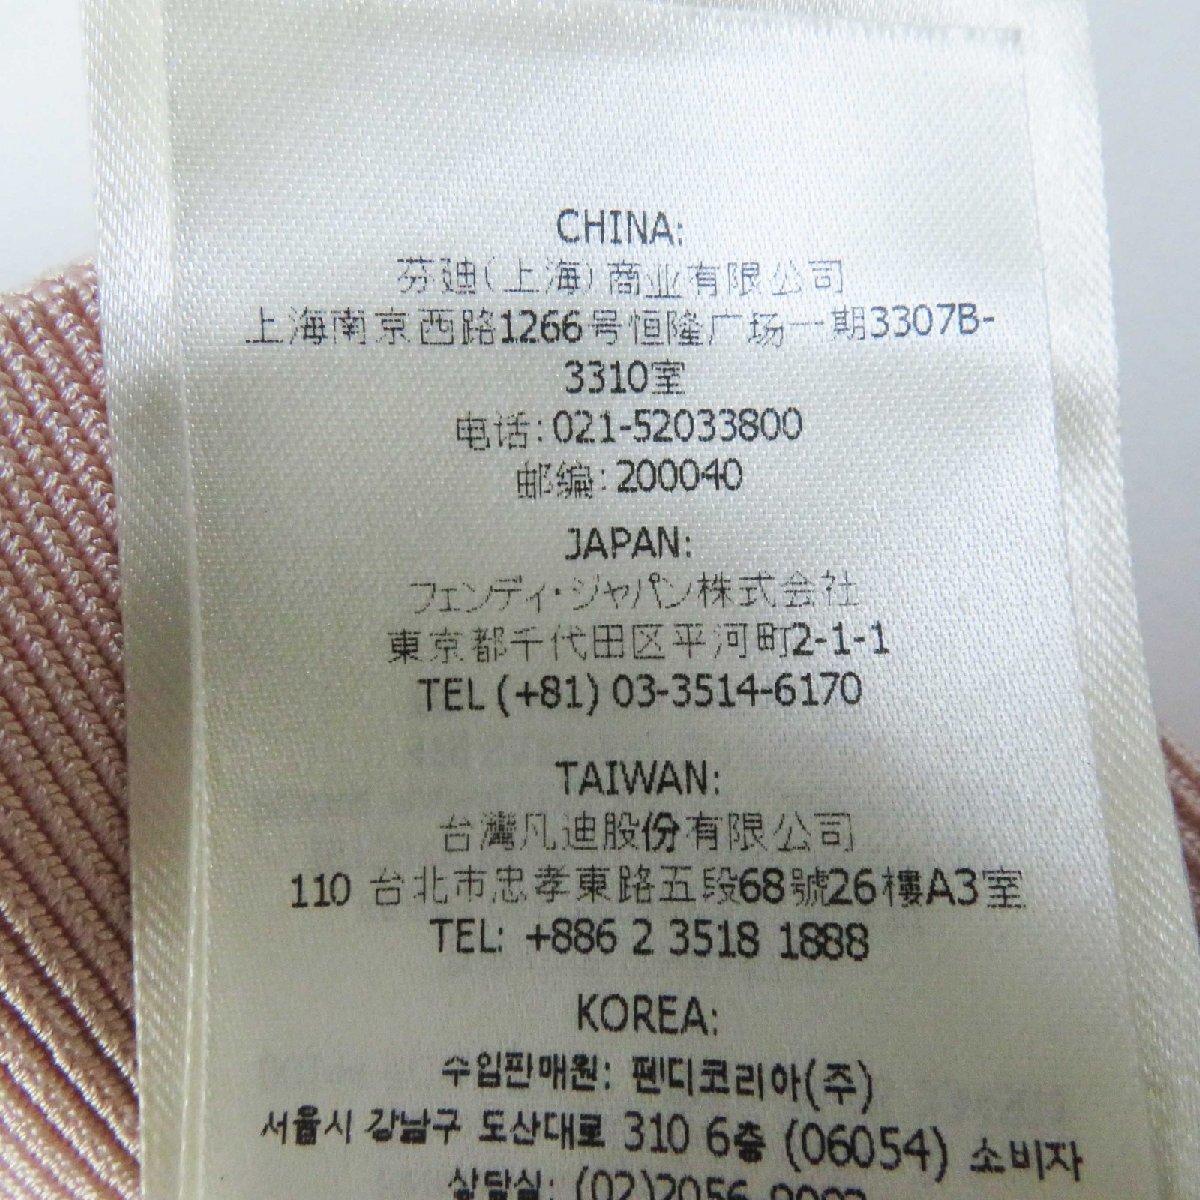 CHINA:
芬迪(上海)商业有限公司
上海南京西路1266号恒隆广场一期3307B-
3310室
电话:021-52033800
邮编:200040
JAPAN:
フェンディ・ジャパン株式会社
東京都千代田区平河町2-1-1
TEL (+81) 03-3514-6170
TAIWAN:
台灣凡迪股份有限公司
110 台北市忠孝東路五段68號26樓A3室
TEL: +886 2 3518 1888
KOREA:
수입판매원: 펜디코리아(주)
서울시 강남구 도산대로 310 6층 (06054) 소비자
상담실: (02)2056-